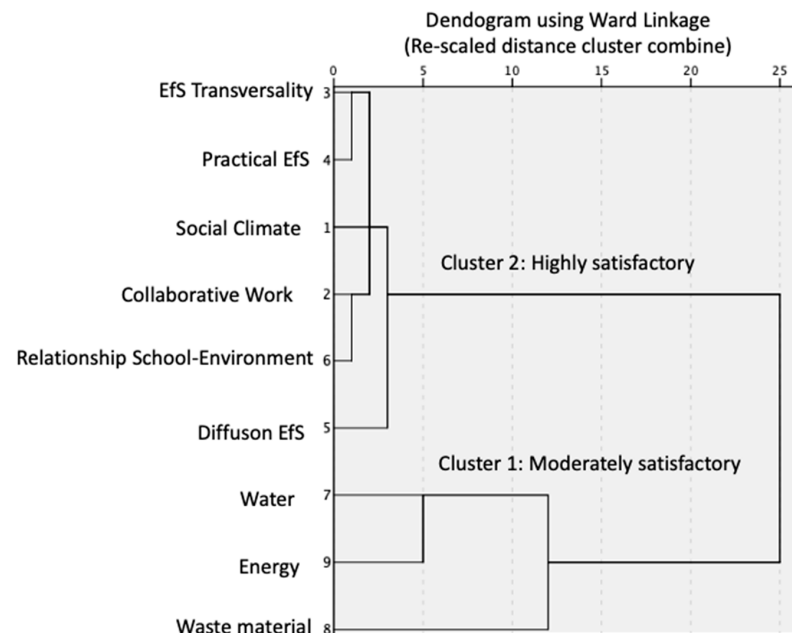 Dendogram using Ward Linkage
(Re-scaled distance cluster combine)
0 5 10 15 20 25
EfS Transversality 3
Practical EfS 4
Social Climate 1
Cluster 2: Highly satisfactory
Collaborative Work 2
Relationship School-Environment 6
Diffuson EfS 5
Cluster 1: Moderately satisfactory
Water 7
Energy 9
Waste material 8